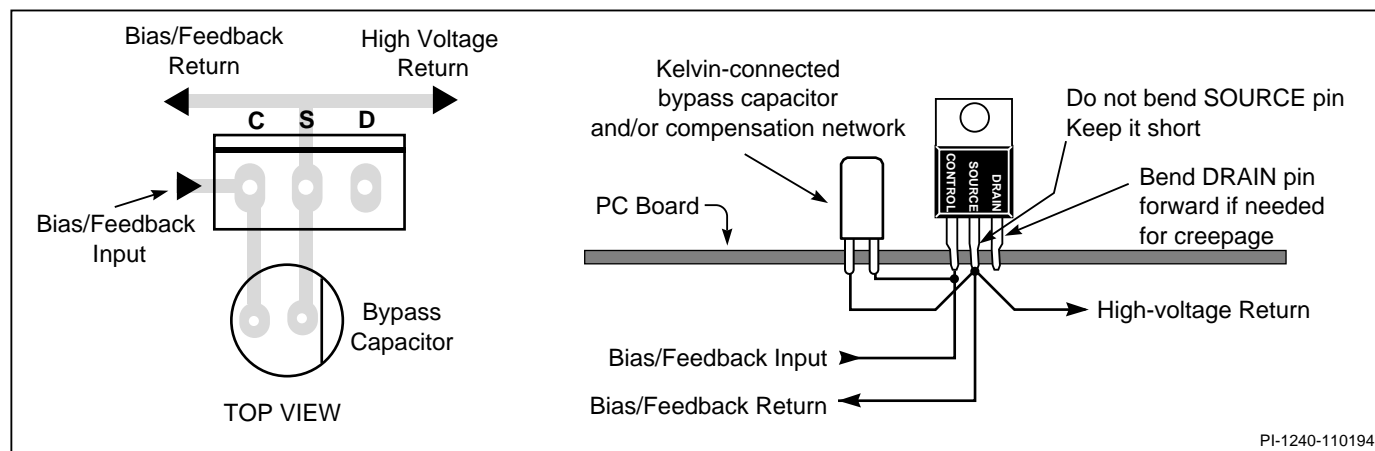 Bias/Feedback
Return
High Voltage
Return
C
S
D
Bias/Feedback
Input
Bypass
Capacitor
TOP VIEW
Kelvin-connected
bypass capacitor
and/or compensation network
PC Board
CONTROL
SOURCE
DRAIN
Do not bend SOURCE pin
Keep it short
Bend DRAIN pin
forward if needed
for creepage
High-voltage Return
Bias/Feedback Input
Bias/Feedback Return
PI-1240-110194